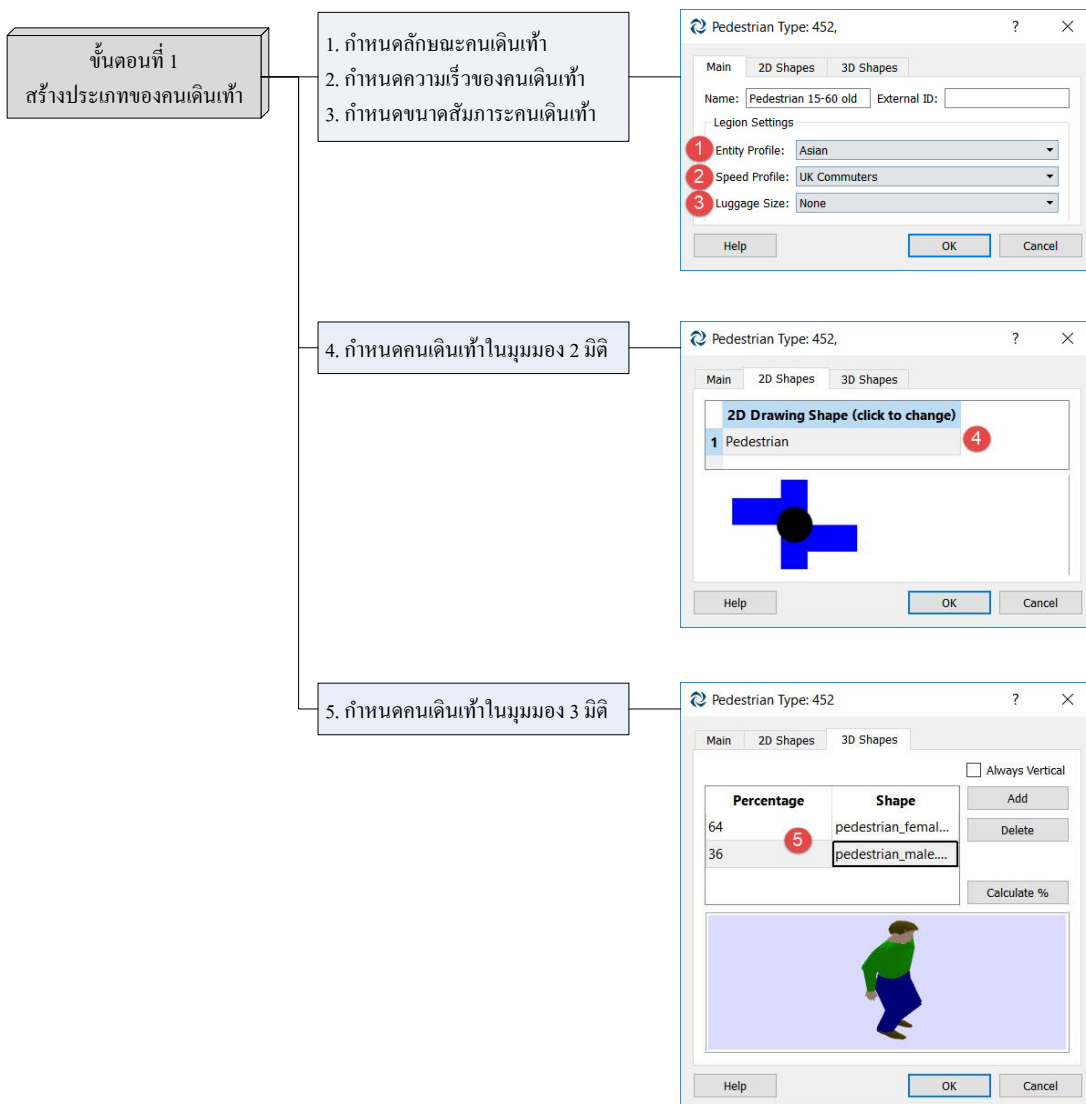 ขั้นตอนที่ 1
สร้างประเภทของคนเดินเท้า
1. กำหนดลักษณะคนเดินเท้า
2. กำหนดความเร็วของคนเดินเท้า
3. กำหนดขนาดสัมภาระคนเดินเท้า
Pedestrian Type: 452, ? ×
Main 2D Shapes 3D Shapes
Name: Pedestrian 15-60 old External ID:
Legion Settings
1 Entity Profile: Asian
2 Speed Profile: UK Commuters
3 Luggage Size: None
Help OK Cancel
4. กำหนดคนเดินเท้าในมุมมอง 2 มิติ
Pedestrian Type: 452, ? ×
Main 2D Shapes 3D Shapes
2D Drawing Shape (click to change)
1 Pedestrian 4
Help OK Cancel
5. กำหนดคนเดินเท้าในมุมมอง 3 มิติ
Pedestrian Type: 452 ? ×
Main 2D Shapes 3D Shapes
Always Vertical
Percentage Shape Add
64 pedestrian_femal... Delete
5
36 pedestrian_male....
Calculate %
Help OK Cancel